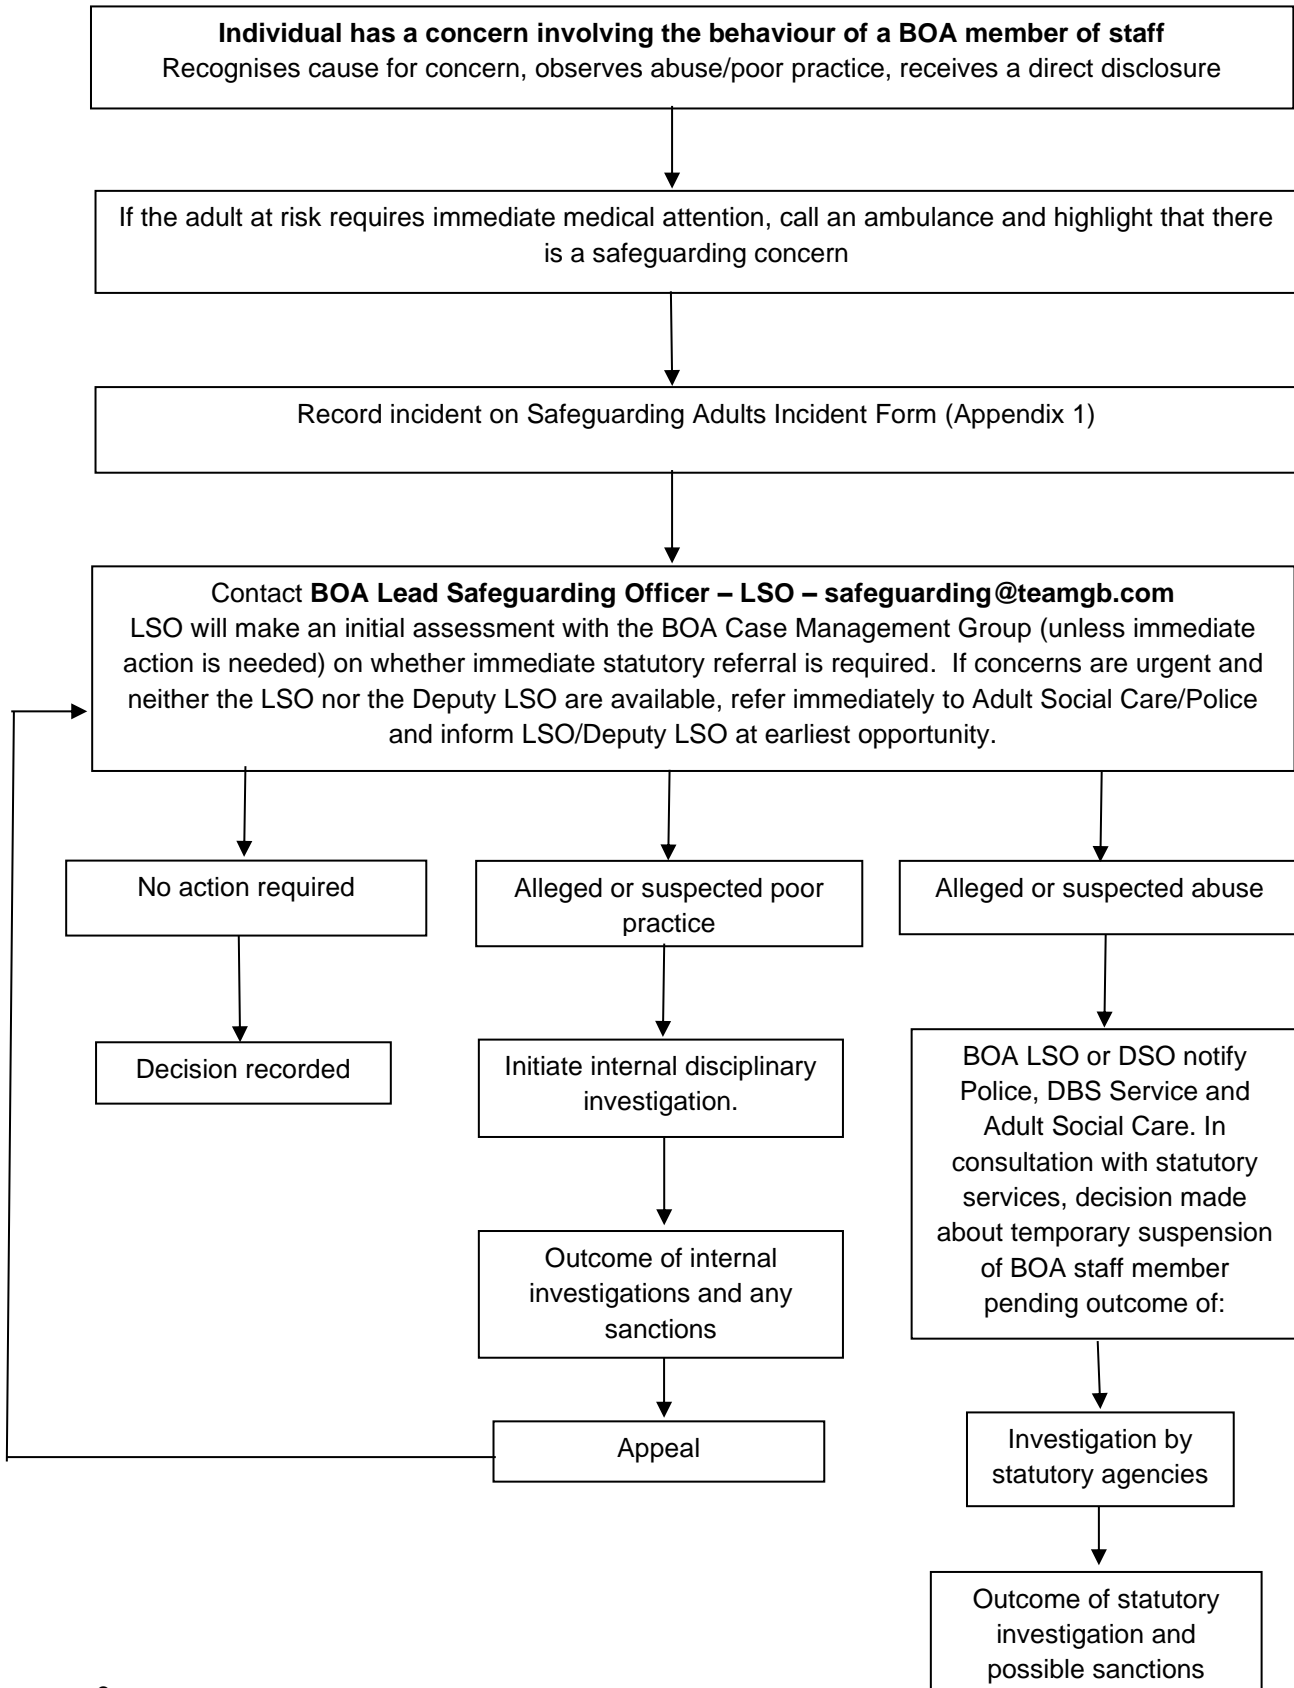 Individual has a concern involving the behaviour of a BOA member of staff
Recognises cause for concern, observes abuse/poor practice, receives a direct disclosure
If the adult at risk requires immediate medical attention, call an ambulance and highlight that there
is a safeguarding concern
Record incident on Safeguarding Adults Incident Form (Appendix 1)
Contact BOA Lead Safeguarding Officer – LSO – safeguarding@teamgb.com
LSO will make an initial assessment with the BOA Case Management Group (unless immediate
action is needed) on whether immediate statutory referral is required.  If concerns are urgent and
neither the LSO nor the Deputy LSO are available, refer immediately to Adult Social Care/Police
and inform LSO/Deputy LSO at earliest opportunity.
No action required
Decision recorded
Alleged or suspected poor
practice
Initiate internal disciplinary
investigation.
Outcome of internal
investigations and any
sanctions
Appeal
Alleged or suspected abuse
BOA LSO or DSO notify
Police, DBS Service and
Adult Social Care. In
consultation with statutory
services, decision made
about temporary suspension
of BOA staff member
pending outcome of:
Investigation by
statutory agencies
Outcome of statutory
investigation and
possible sanctions